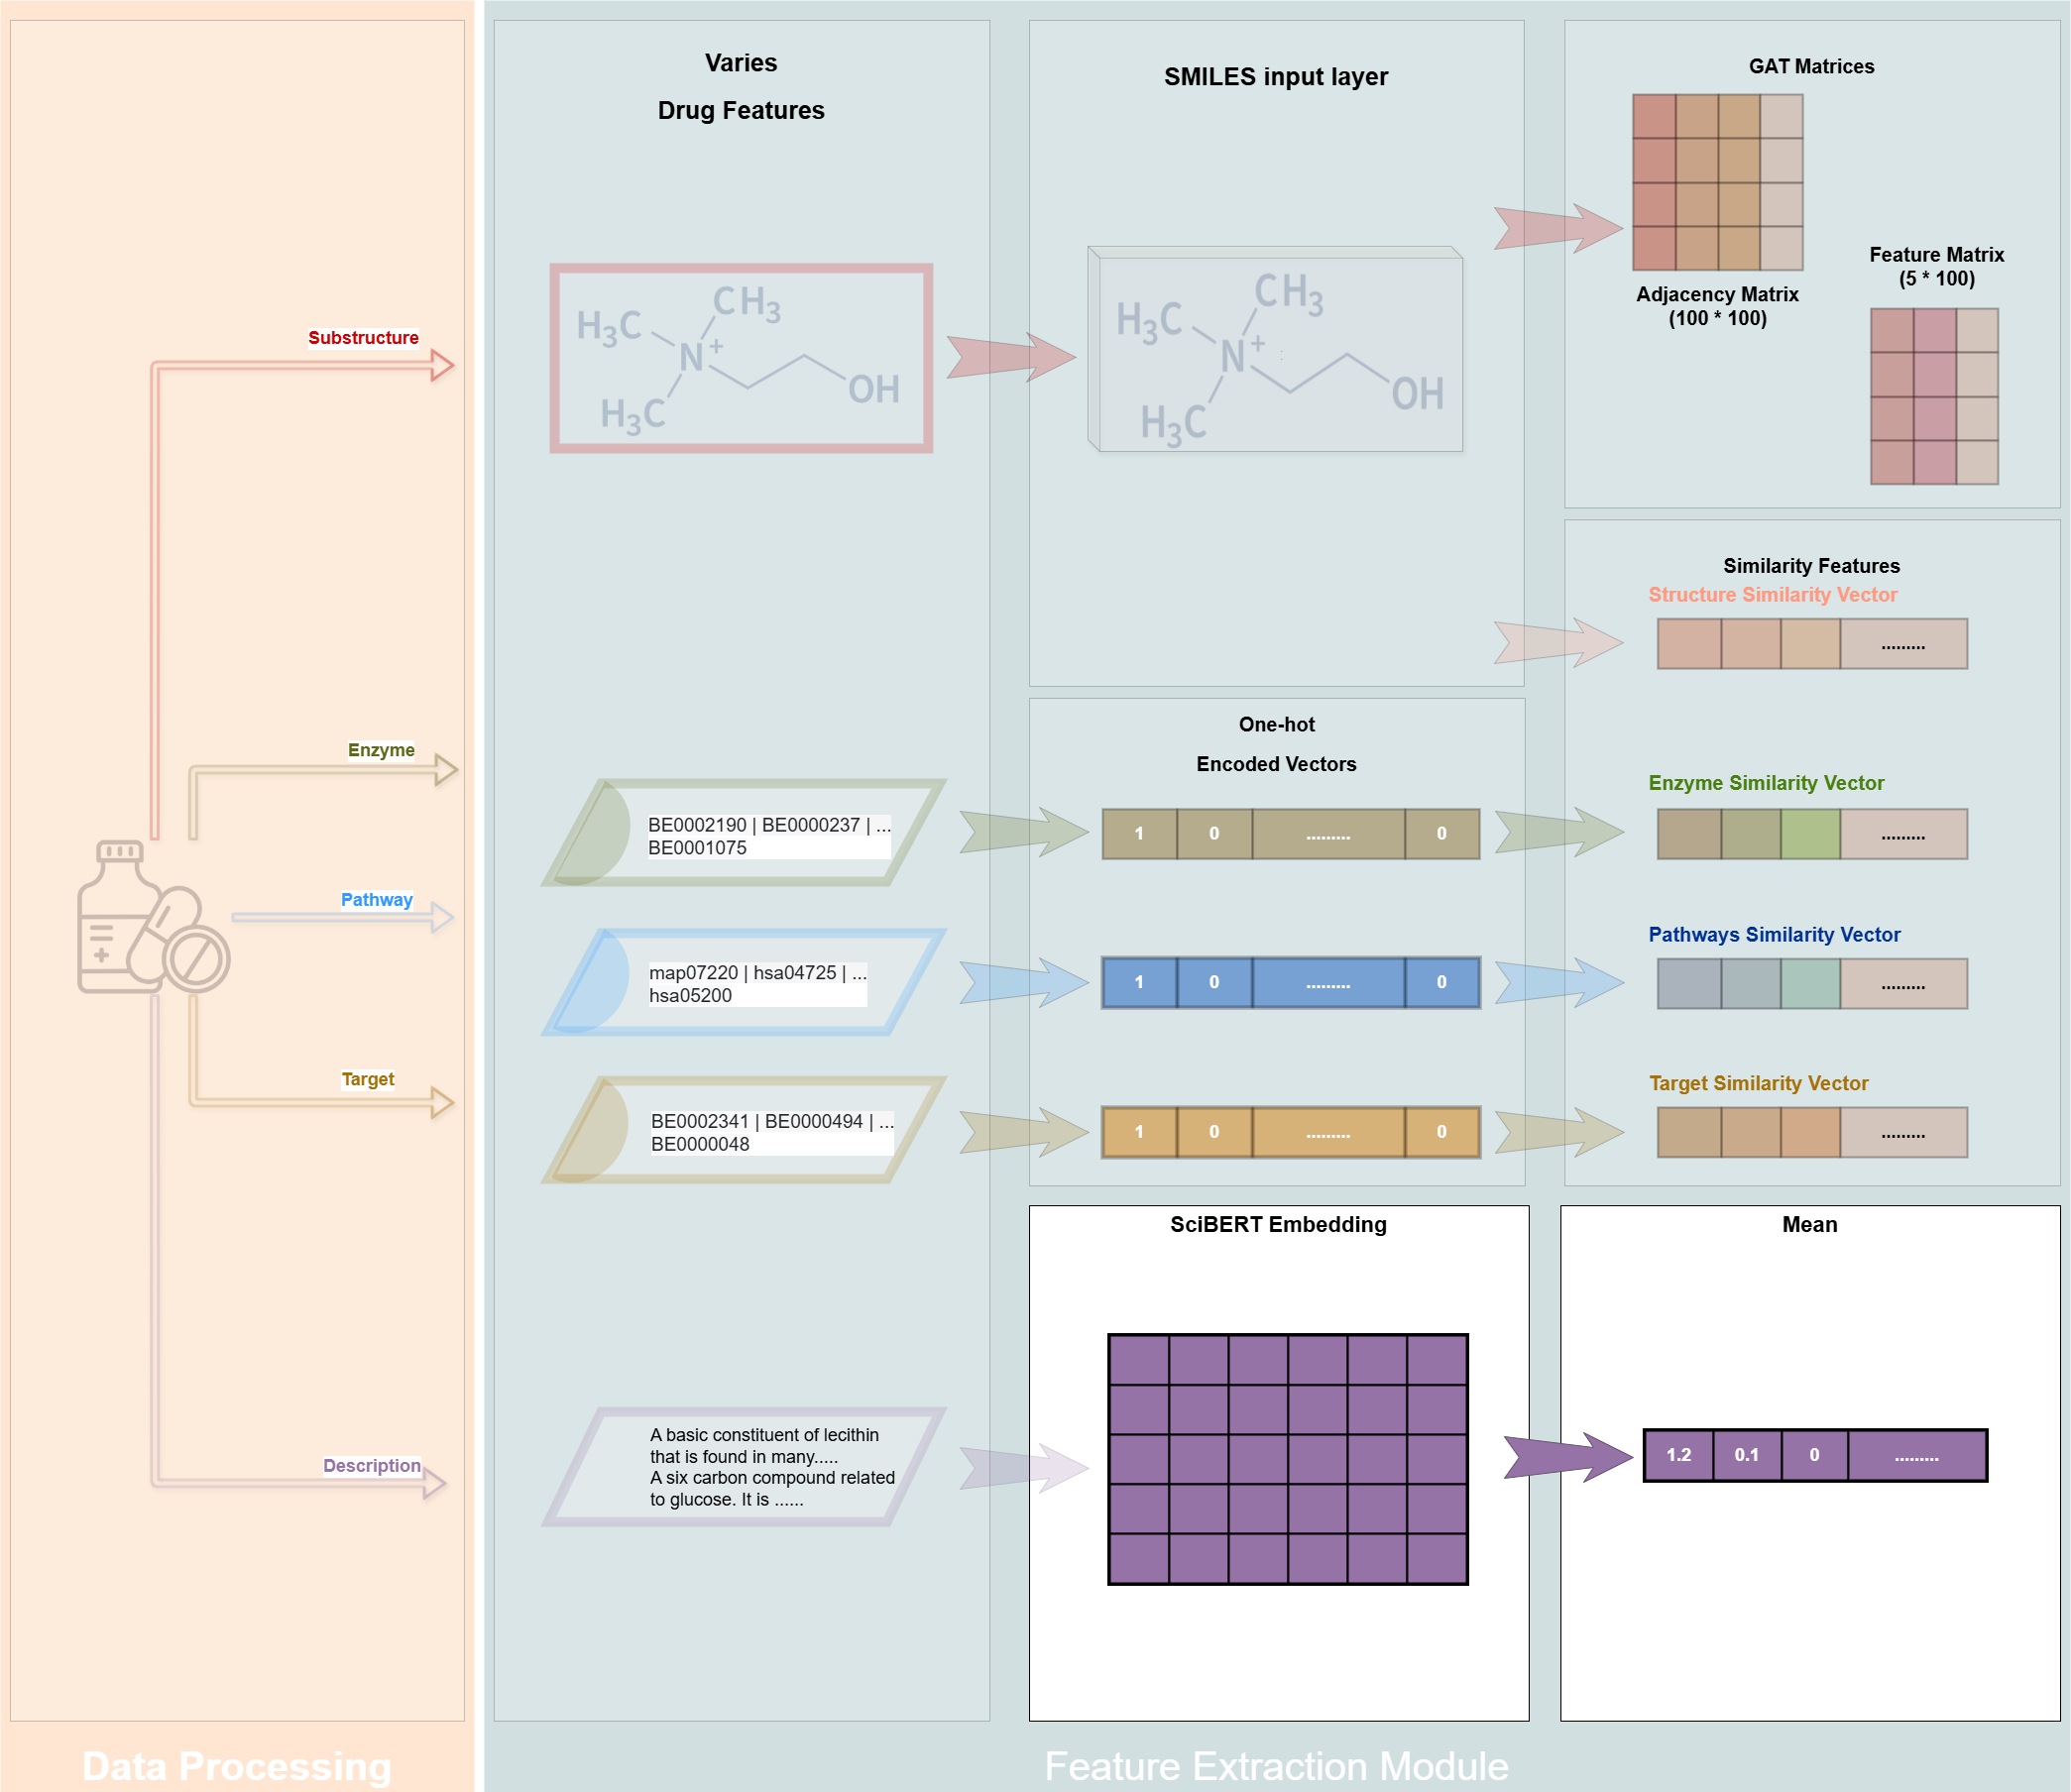 Substructure
Enzyme
Pathway
Target
Description
Data Processing
Varies
Drug Features
H₃C
CH₃
N⁺
H₃C
OH
BE0002190 | BE0000237 | ...
BE0001075
map07220 | hsa04725 | ...
hsa05200
BE0002341 | BE0000494 | ...
BE0000048
A basic constituent of lecithin
that is found in many.....
A six carbon compound related
to glucose. It is ......
SMILES input layer
H₃C
CH₃
N⁺
H₃C
OH
One-hot
Encoded Vectors
1 0 ......... 0
1 0 ......... 0
1 0 ......... 0
SciBERT Embedding
GAT Matrices
Adjacency Matrix
(100 * 100)
Feature Matrix
(5 * 100)
Similarity Features
Structure Similarity Vector
.........
Enzyme Similarity Vector
.........
Pathways Similarity Vector
.........
Target Similarity Vector
.........
Mean
1.2 0.1 0 .........
Feature Extraction Module